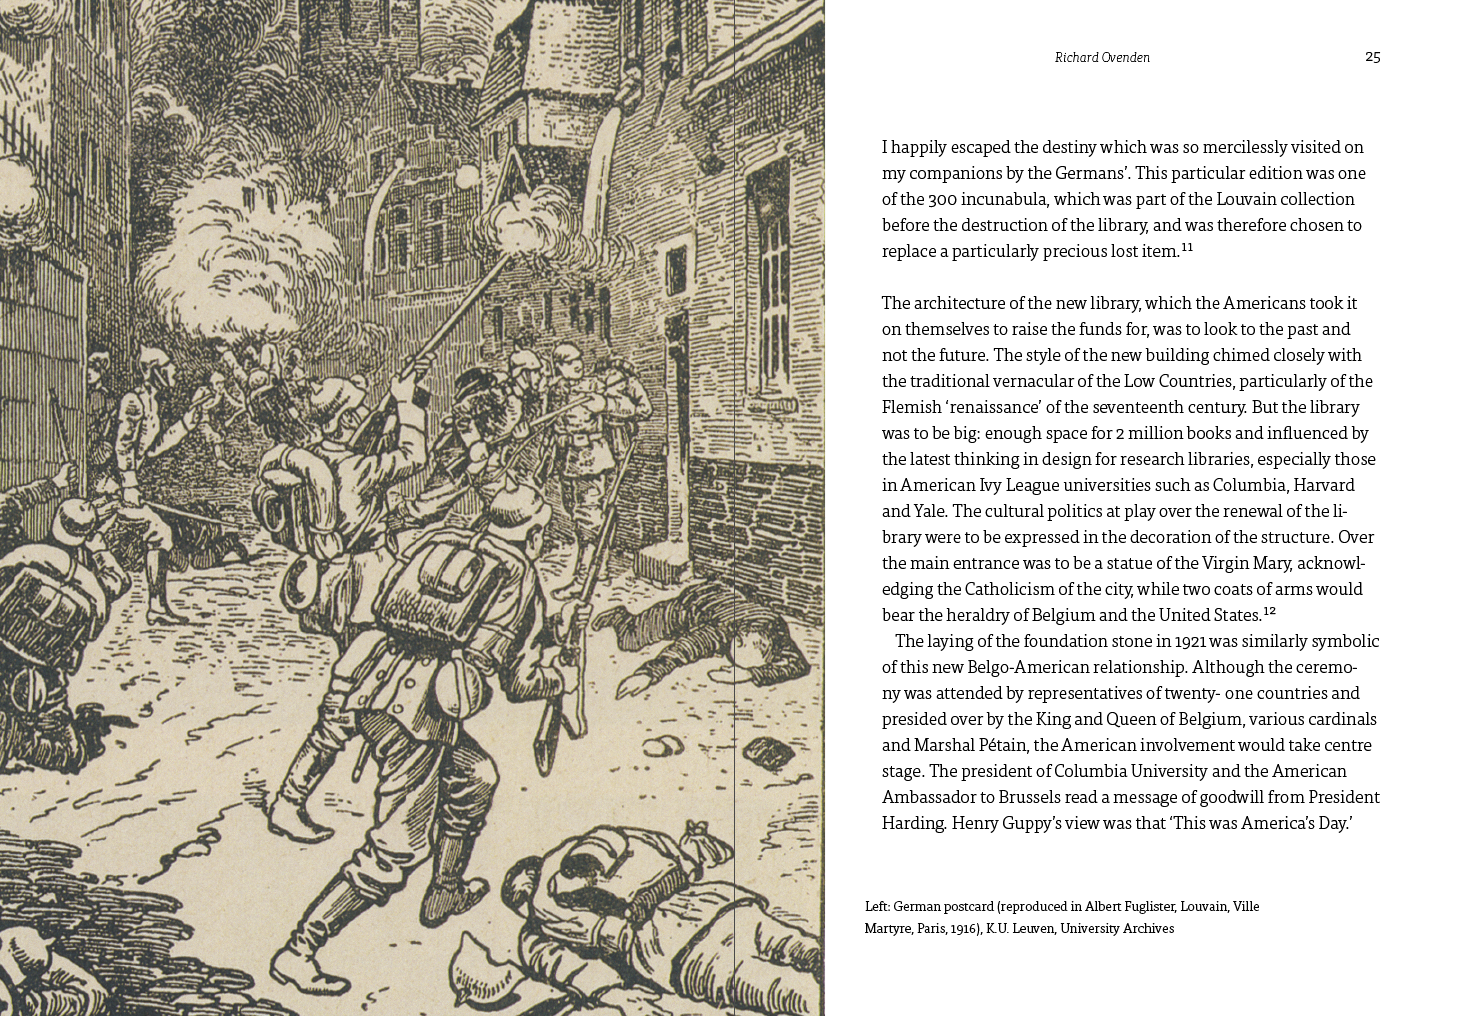 Richard Ovenden 25
I happily escaped the destiny which was so mercilessly visited on
my companions by the Germans’. This particular edition was one
of the 300 incunabula, which was part of the Louvain collection
before the destruction of the library, and was therefore chosen to
replace a particularly precious lost item.¹¹
The architecture of the new library, which the Americans took it
on themselves to raise the funds for, was to look to the past and
not the future. The style of the new building chimed closely with
the traditional vernacular of the Low Countries, particularly of the
Flemish ‘renaissance’ of the seventeenth century. But the library
was to be big: enough space for 2 million books and influenced by
the latest thinking in design for research libraries, especially those
in American Ivy League universities such as Columbia, Harvard
and Yale. The cultural politics at play over the renewal of the li-
brary were to be expressed in the decoration of the structure. Over
the main entrance was to be a statue of the Virgin Mary, acknowl-
edging the Catholicism of the city, while two coats of arms would
bear the heraldry of Belgium and the United States.¹²
The laying of the foundation stone in 1921 was similarly symbolic
of this new Belgo-American relationship. Although the ceremo-
ny was attended by representatives of twenty- one countries and
presided over by the King and Queen of Belgium, various cardinals
and Marshal Pétain, the American involvement would take centre
stage. The president of Columbia University and the American
Ambassador to Brussels read a message of goodwill from President
Harding. Henry Guppy’s view was that ‘This was America’s Day.’
Left: German postcard (reproduced in Albert Fuglister, Louvain, Ville
Martyre, Paris, 1916), K.U. Leuven, University Archives